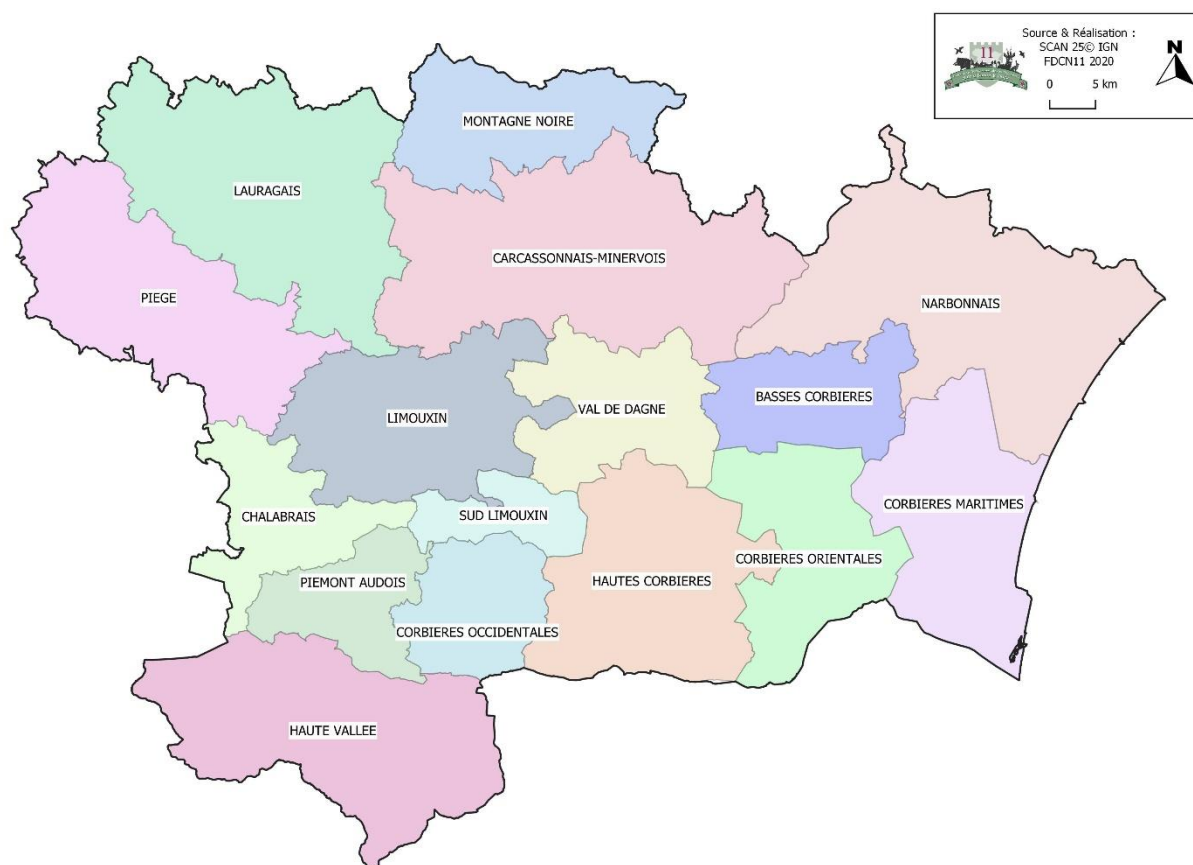 Source & Réalisation :
SCAN 25© IGN
FDCN11 2020
0 5 km
N
11
MONTAGNE NOIRE
LAURAGAIS
CARCASSONNAIS-MINERVOIS
PIEGE
NARBONNAIS
BASSES CORBIERES
VAL DE DAGNE
LIMOUXIN
CORBIERES MARITIMES
CHALABRAIS
SUD LIMOUXIN
CORBIERES ORIENTALES
PIEMONT AUDOIS
HAUTES CORBIERES
CORBIERES OCCIDENTALES
HAUTE VALLEE